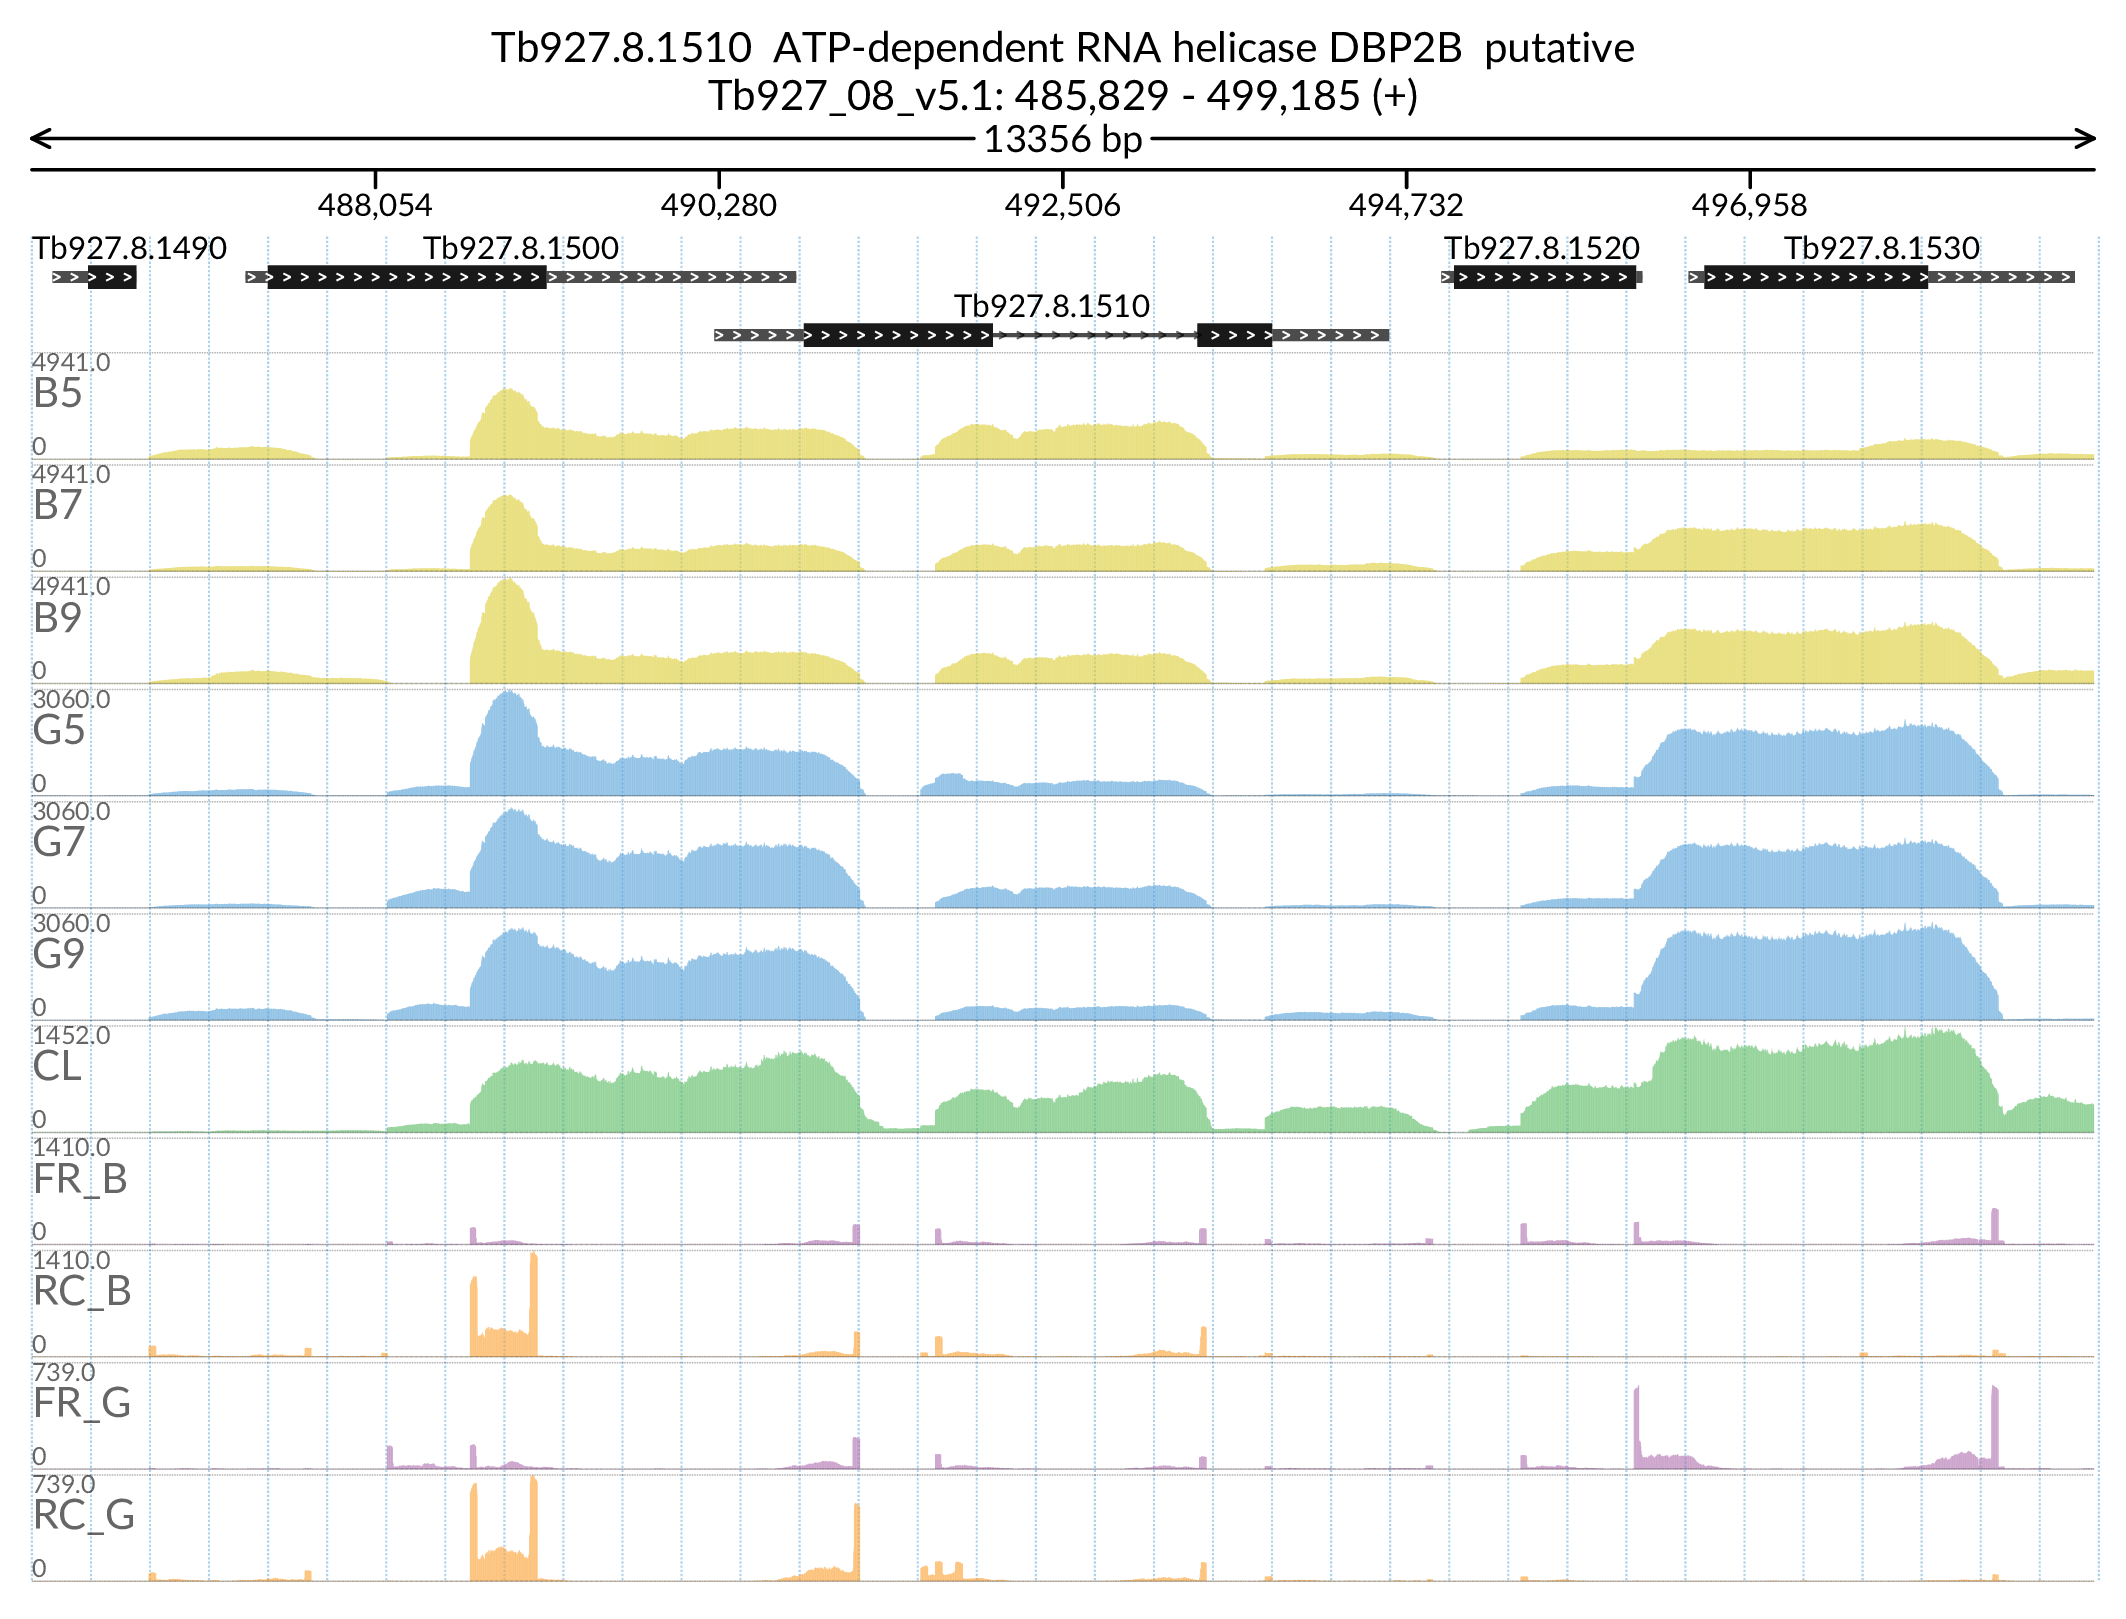 Tb927.8.1510  ATP-dependent RNA helicase DBP2B  putative
Tb927_08_v5.1: 485,829 - 499,185 (+)
13356 bp
488,054 490,280 492,506 494,732 496,958
Tb927.8.1490 Tb927.8.1500 Tb927.8.1520 Tb927.8.1530
Tb927.8.1510
4941.0
B5
0
4941.0
B7
0
4941.0
B9
0
3060.0
G5
0
3060.0
G7
0
3060.0
G9
0
1452.0
CL
0
1410.0
FR_B
0
1410.0
RC_B
0
739.0
FR_G
0
739.0
RC_G
0